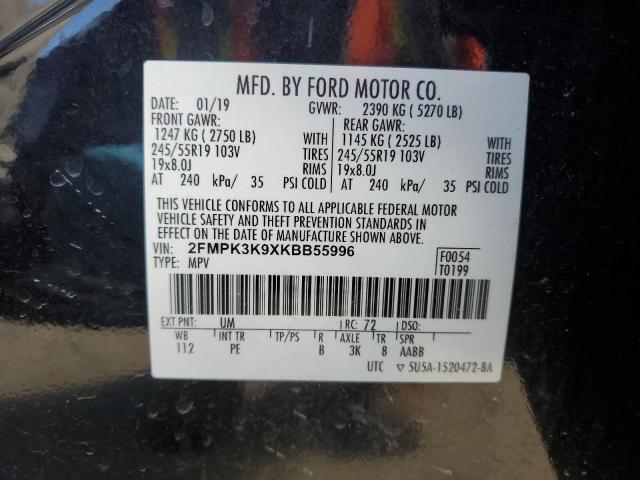 MFD. BY FORD MOTOR CO.
DATE: 01/19 GVWR: 2390 KG ( 5270 LB)
FRONT GAWR: REAR GAWR:
1247 KG ( 2750 LB) WITH 1145 KG ( 2525 LB) WITH
245/55R19 103V TIRES 245/55R19 103V TIRES
19x8.0J 19x8.0J
AT 240 kPa/ 35 PSI COLD AT 240 kPa/ 35 PSI COLD
THIS VEHICLE CONFORMS TO ALL APPLICABLE FEDERAL MOTOR
VEHICLE SAFETY AND THEFT PREVENTION STANDARDS IN
EFFECT ON THE DATE OF MANUFACTURE SHOWN ABOVE.
VIN: 2FMPK3K9XKBB55996 F0054
TYPE: MPV T0199
EXT PNT: UM RC: 72 DSO:
WB INT TR TP/PS R AXLE TR SPR
112 PE B 3K 8 AABB
UTC ▽ 5U5A-1520472-BA